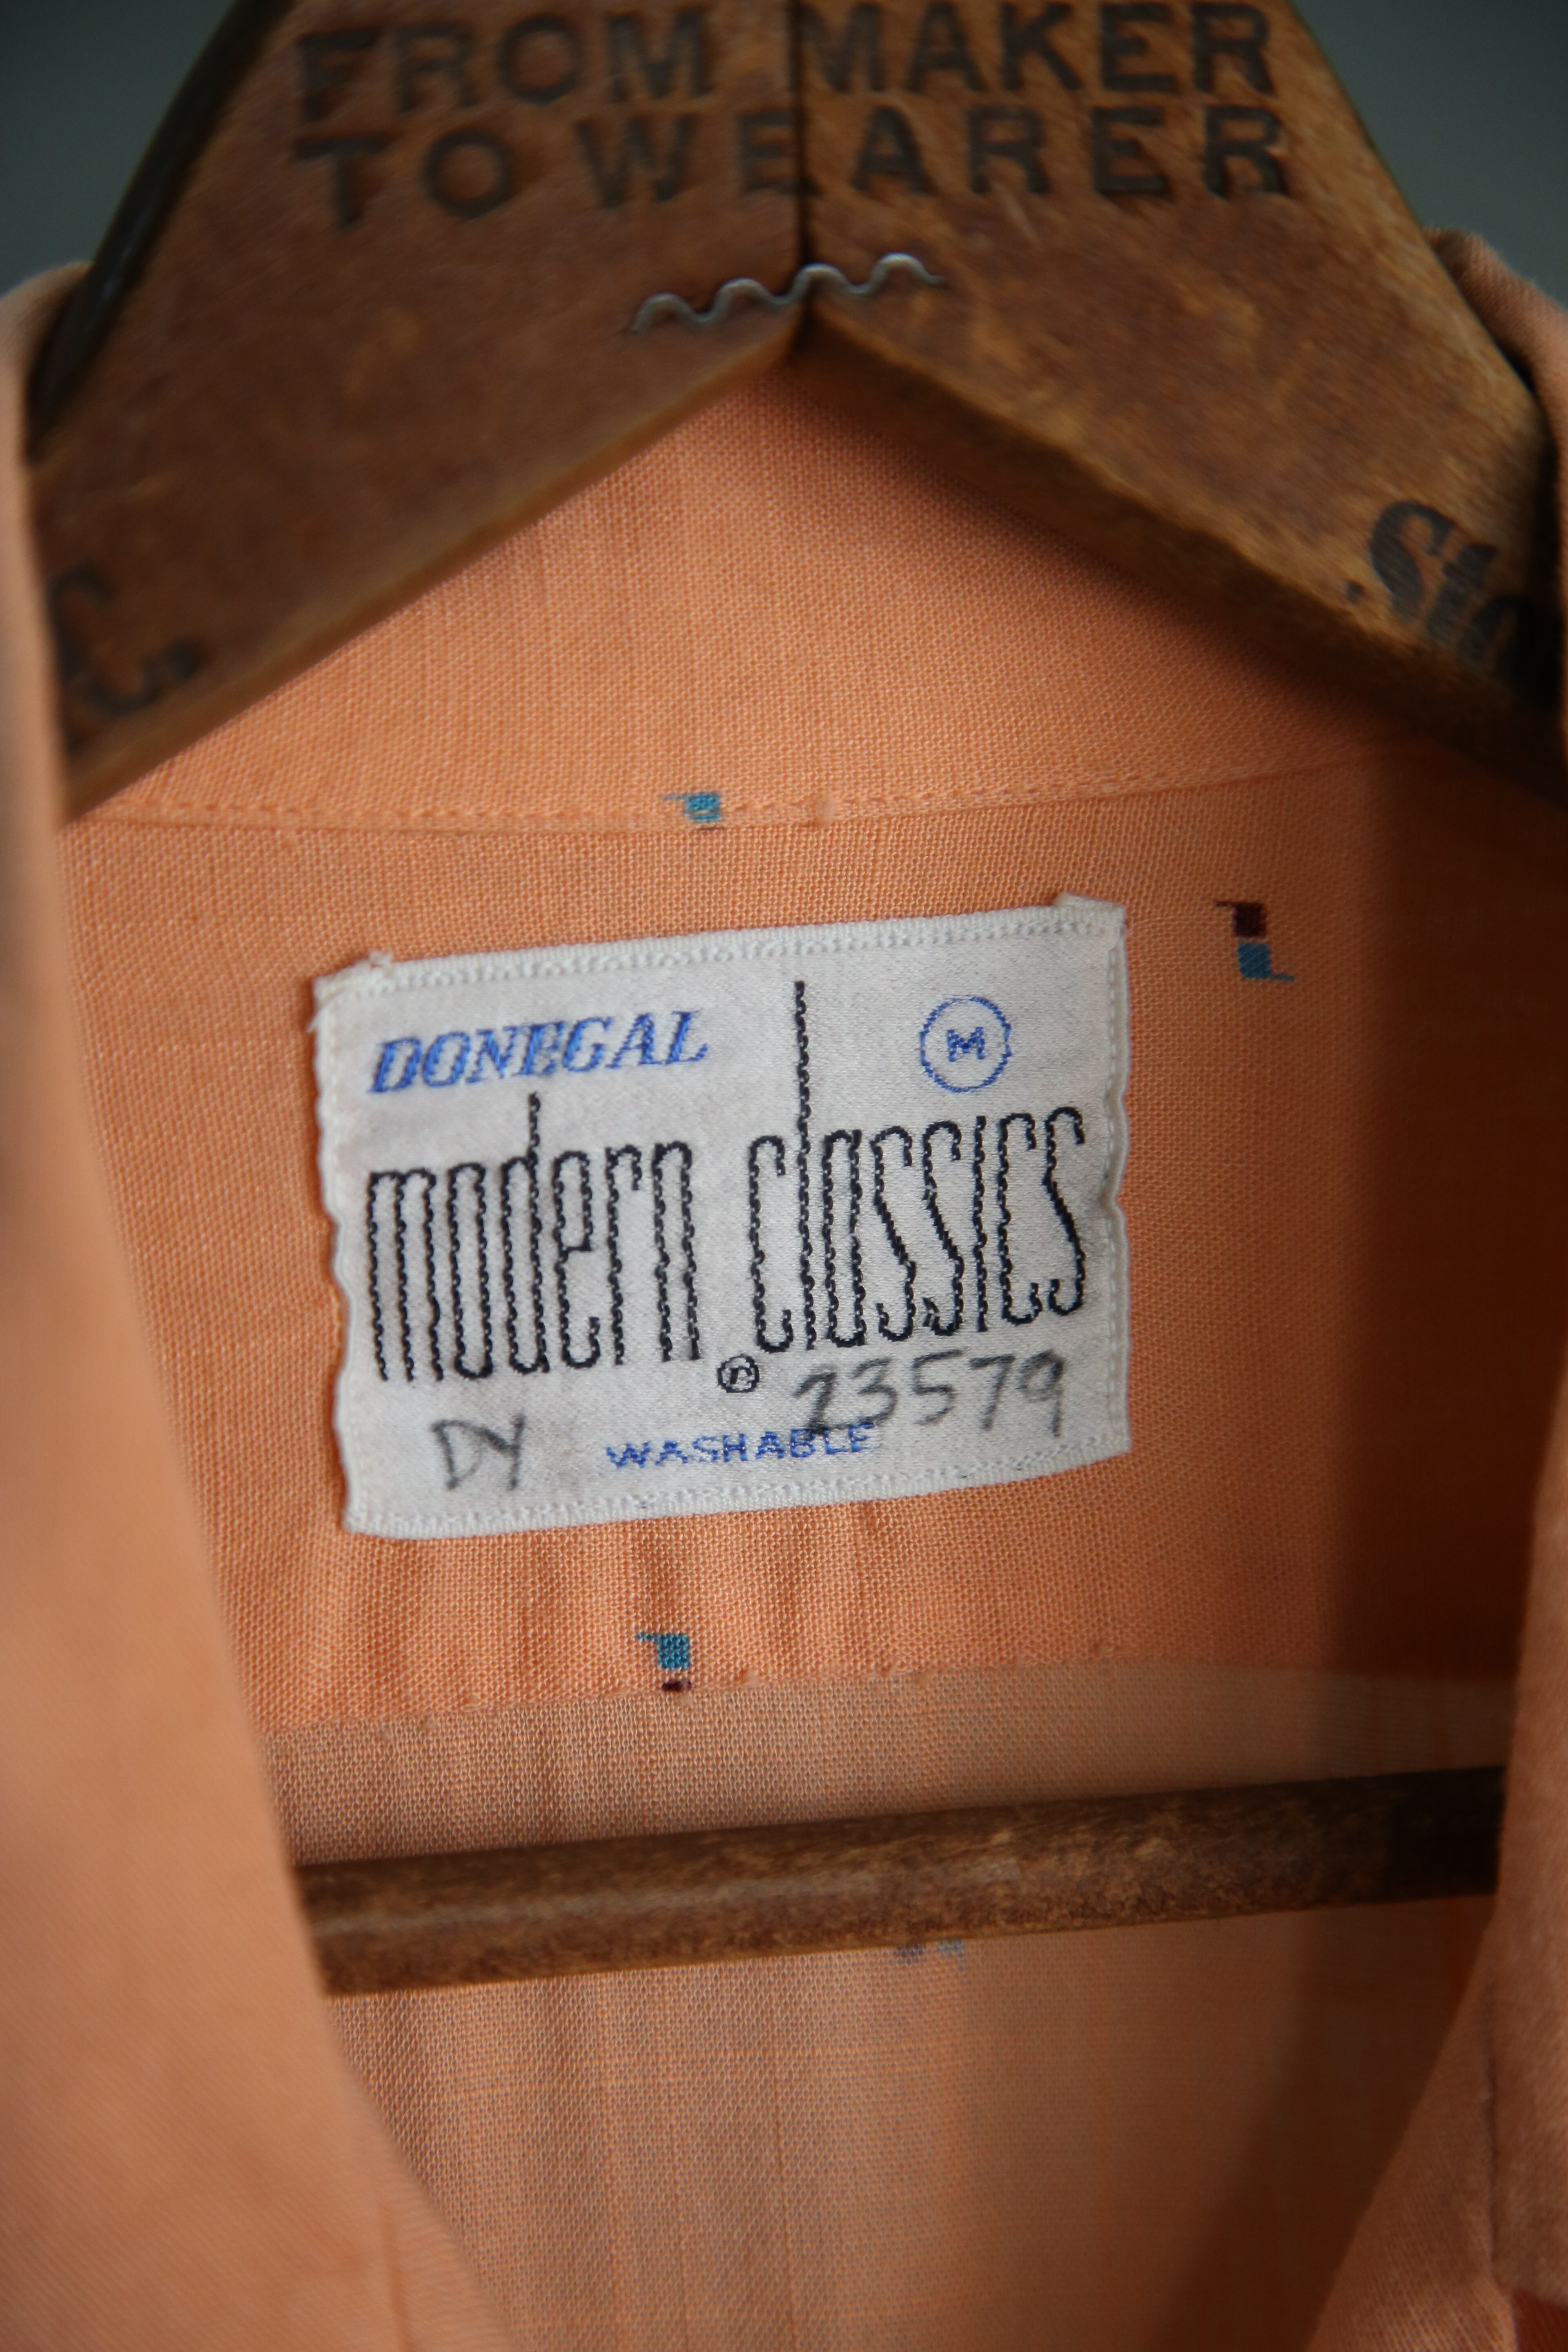 FROM MAKER
TO WEARER
DONEGAL
M
modern classics
®
23579
DY
WASHABLE